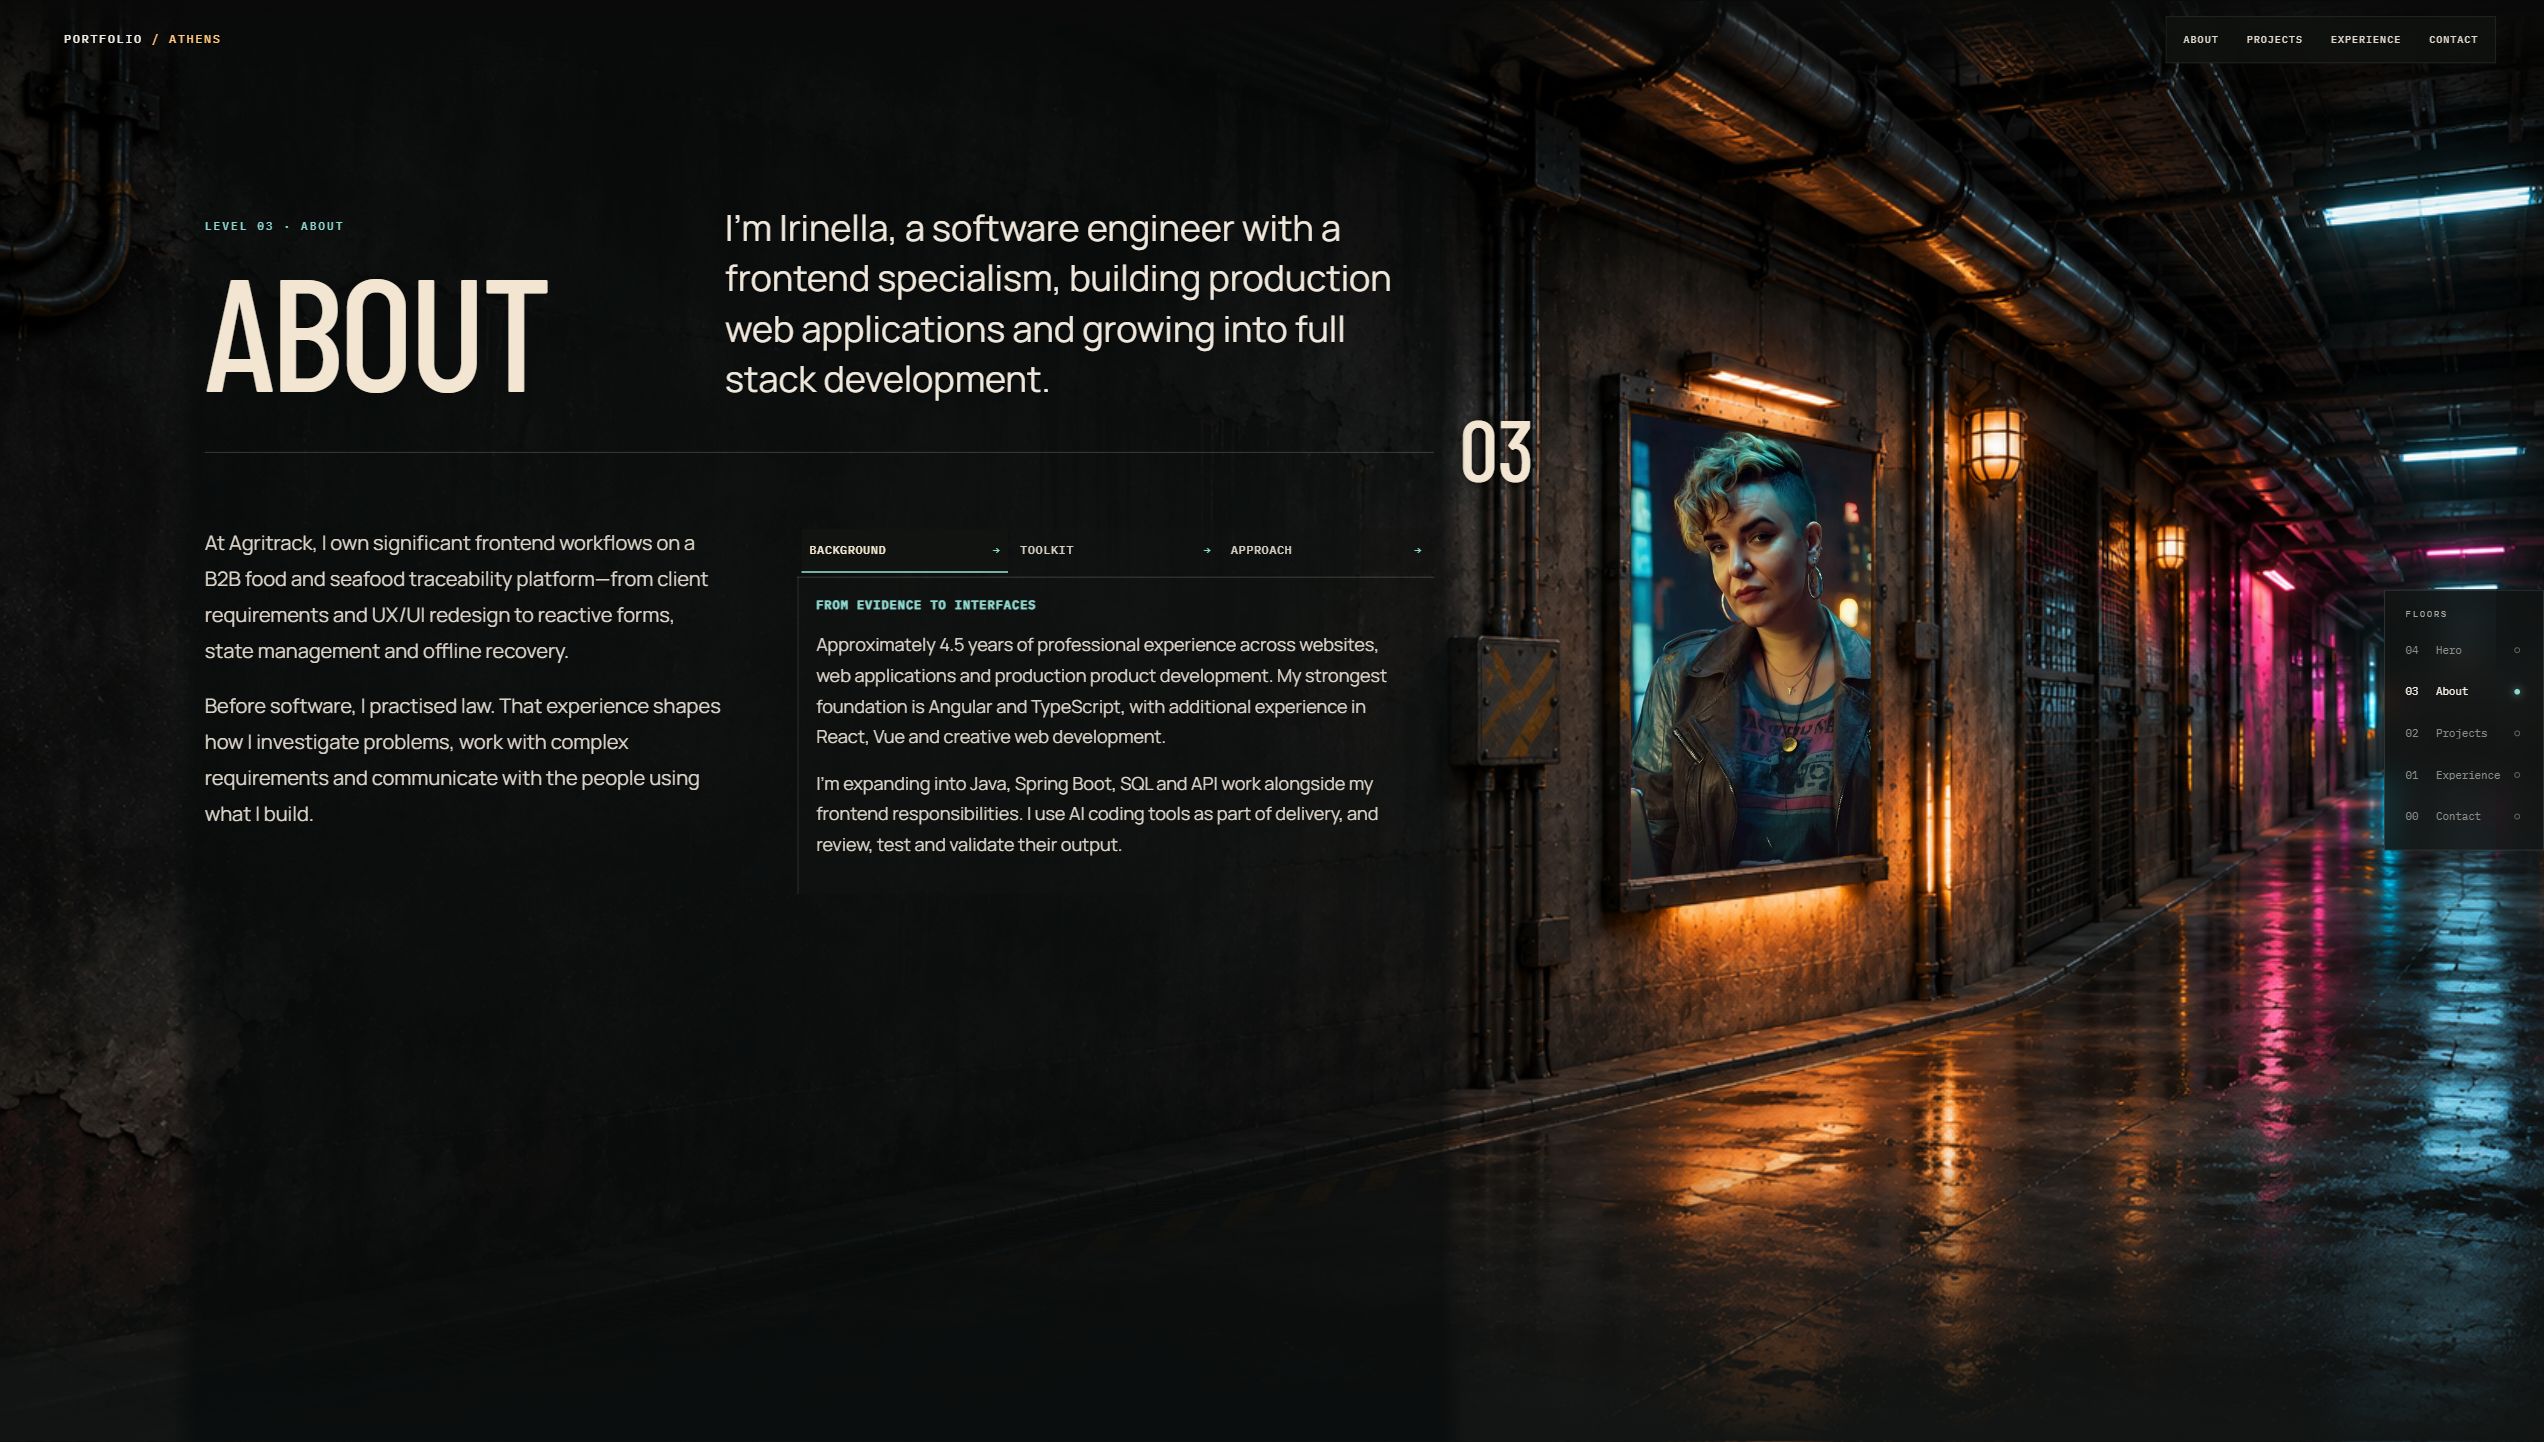 PORTFOLIO / ATHENS
ABOUT PROJECTS EXPERIENCE CONTACT
LEVEL 03 · ABOUT
ABOUT
I'm Irinella, a software engineer with a
frontend specialism, building production
web applications and growing into full
stack development.
03
At Agritrack, I own significant frontend workflows on a
B2B food and seafood traceability platform—from client
requirements and UX/UI redesign to reactive forms,
state management and offline recovery.
Before software, I practised law. That experience shapes
how I investigate problems, work with complex
requirements and communicate with the people using
what I build.
BACKGROUND → TOOLKIT → APPROACH →
FROM EVIDENCE TO INTERFACES
Approximately 4.5 years of professional experience across websites,
web applications and production product development. My strongest
foundation is Angular and TypeScript, with additional experience in
React, Vue and creative web development.
I'm expanding into Java, Spring Boot, SQL and API work alongside my
frontend responsibilities. I use AI coding tools as part of delivery, and
review, test and validate their output.
FLOORS
04 Hero
03 About
02 Projects
01 Experience
00 Contact